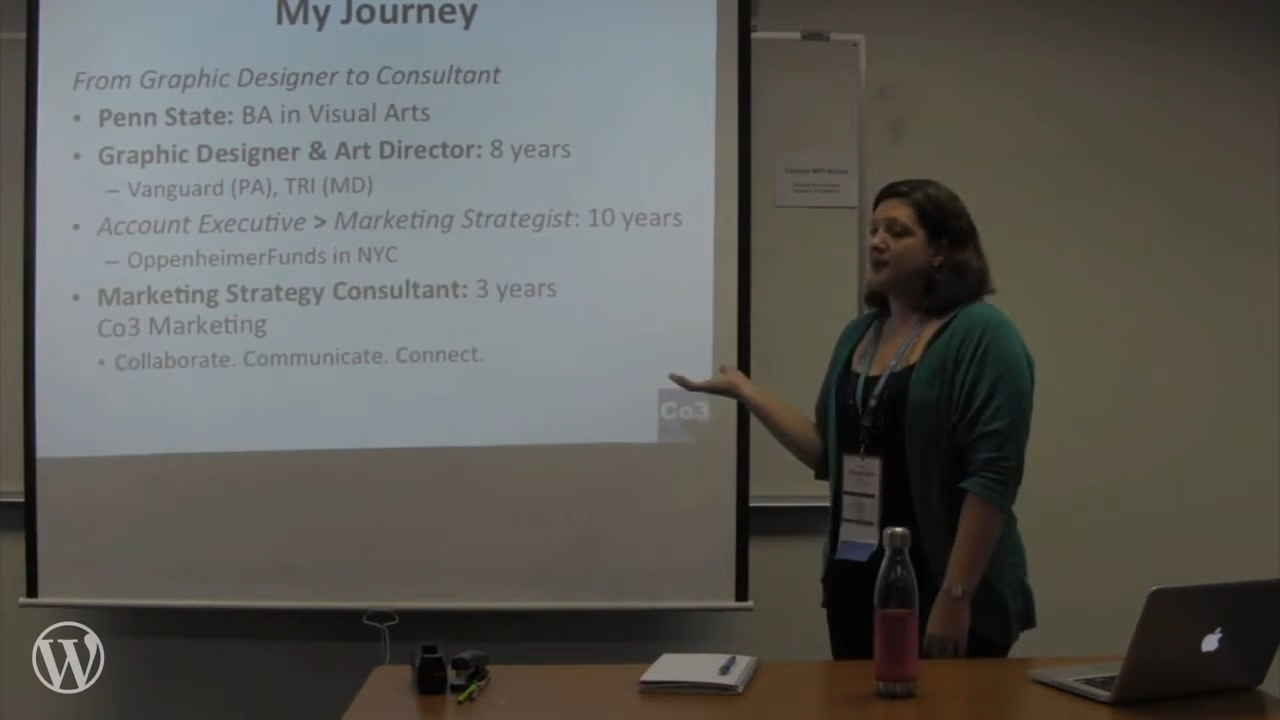 My Journey
From Graphic Designer to Consultant
• Penn State: BA in Visual Arts
• Graphic Designer & Art Director: 8 years
– Vanguard (PA), TRI (MD)
• Account Executive > Marketing Strategist: 10 years
– OppenheimerFunds in NYC
• Marketing Strategy Consultant: 3 years
Co3 Marketing
• Collaborate. Communicate. Connect.
Co3